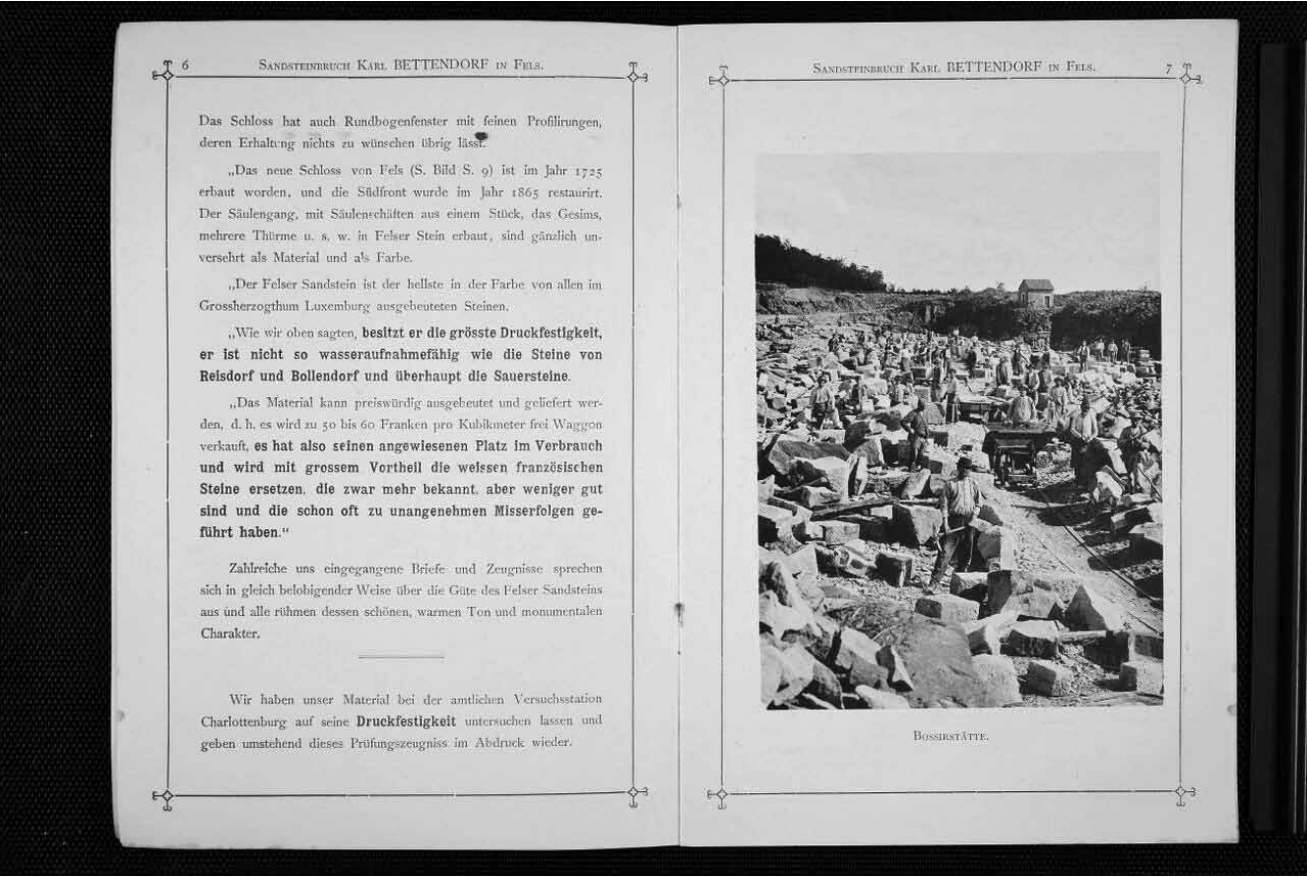 6
SANDSTEINBRUCH KARL BETTENDORF IN FELS.
Das Schloss hat auch Rundbogenfenster mit feinen Profilirungen,
deren Erhaltung nichts zu wünschen übrig lässt.
„Das neue Schloss von Fels (S. Bild S. 9) ist im Jahr 1725
erbaut worden, und die Südfront wurde im Jahr 1865 restaurirt.
Der Säulengang, mit Säulenschäften aus einem Stück, das Gesims,
mehrere Thürme u. s. w. in Felser Stein erbaut, sind gänzlich un-
versehrt als Material und als Farbe.
„Der Felser Sandstein ist der hellste in der Farbe von allen im
Grossherzogthum Luxemburg ausgebeuteten Steinen.
„Wie wir oben sagten, besitzt er die grösste Druckfestigkeit,
er ist nicht so wasseraufnahmefähig wie die Steine von
Reisdorf und Bollendorf und überhaupt die Sauersteine.
„Das Material kann preiswürdig ausgebeutet und geliefert wer-
den, d. h. es wird zu 50 bis 60 Franken pro Kubikmeter frei Waggon
verkauft, es hat also seinen angewiesenen Platz im Verbrauch
und wird mit grossem Vortheil die weissen französischen
Steine ersetzen, die zwar mehr bekannt, aber weniger gut
sind und die schon oft zu unangenehmen Misserfolgen ge-
führt haben.“
Zahlreiche uns eingegangene Briefe und Zeugnisse sprechen
sich in gleich belobigender Weise über die Güte des Felser Sandsteins
aus und alle rühmen dessen schönen, warmen Ton und monumentalen
Charakter.
Wir haben unser Material bei der amtlichen Versuchsstation
Charlottenburg auf seine Druckfestigkeit untersuchen lassen und
geben umstehend dieses Prüfungszeugniss im Abdruck wieder.
SANDSTEINBRUCH KARL BETTENDORF IN FELS.
7
BOSSIRSTÄTTE.